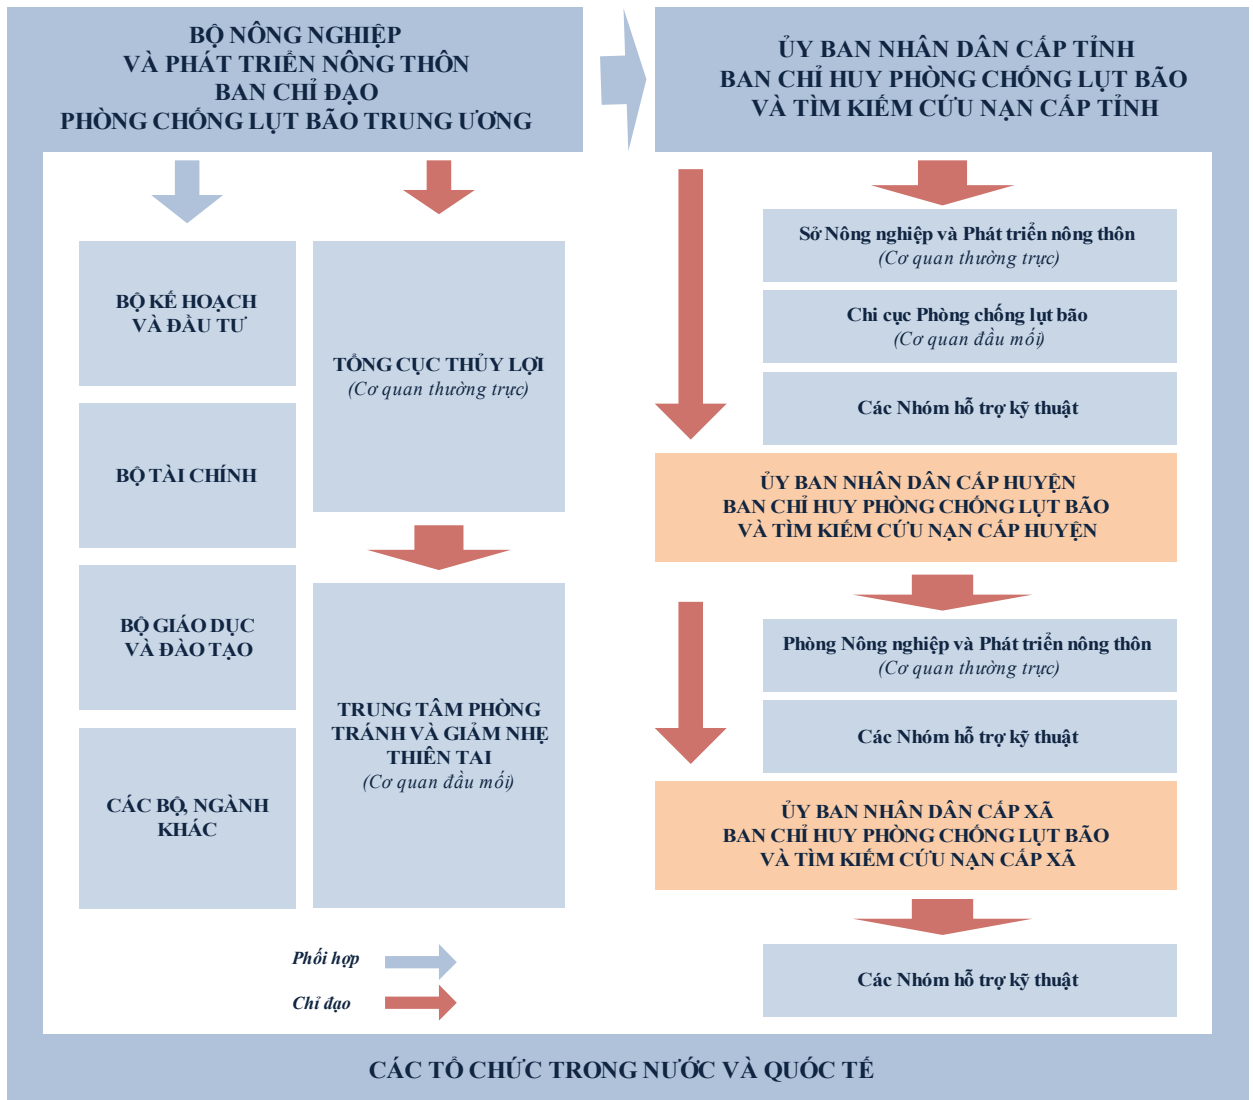 BỘ NÔNG NGHIỆP
VÀ PHÁT TRIỂN NÔNG THÔN
BAN CHỈ ĐẠO
PHÒNG CHỐNG LỤT BÃO TRUNG ƯƠNG
ỦY BAN NHÂN DÂN CẤP TỈNH
BAN CHỈ HUY PHÒNG CHỐNG LỤT BÃO
VÀ TÌM KIẾM CỨU NẠN CẤP TỈNH
BỘ KẾ HOẠCH
VÀ ĐẦU TƯ
BỘ TÀI CHÍNH
BỘ GIÁO DỤC
VÀ ĐÀO TẠO
CÁC BỘ, NGÀNH
KHÁC
TỔNG CỤC THỦY LỢI
(Cơ quan thường trực)
TRUNG TÂM PHÒNG
TRÁNH VÀ GIẢM NHẸ
THIÊN TAI
(Cơ quan đầu mối)
Sở Nông nghiệp và Phát triển nông thôn
(Cơ quan thường trực)
Chi cục Phòng chống lụt bão
(Cơ quan đầu mối)
Các Nhóm hỗ trợ kỹ thuật
ỦY BAN NHÂN DÂN CẤP HUYỆN
BAN CHỈ HUY PHÒNG CHỐNG LỤT BÃO
VÀ TÌM KIẾM CỨU NẠN CẤP HUYỆN
Phòng Nông nghiệp và Phát triển nông thôn
(Cơ quan thường trực)
Các Nhóm hỗ trợ kỹ thuật
ỦY BAN NHÂN DÂN CẤP XÃ
BAN CHỈ HUY PHÒNG CHỐNG LỤT BÃO
VÀ TÌM KIẾM CỨU NẠN CẤP XÃ
Các Nhóm hỗ trợ kỹ thuật
Phối hợp
Chỉ đạo
CÁC TỔ CHỨC TRONG NƯỚC VÀ QUỐC TẾ